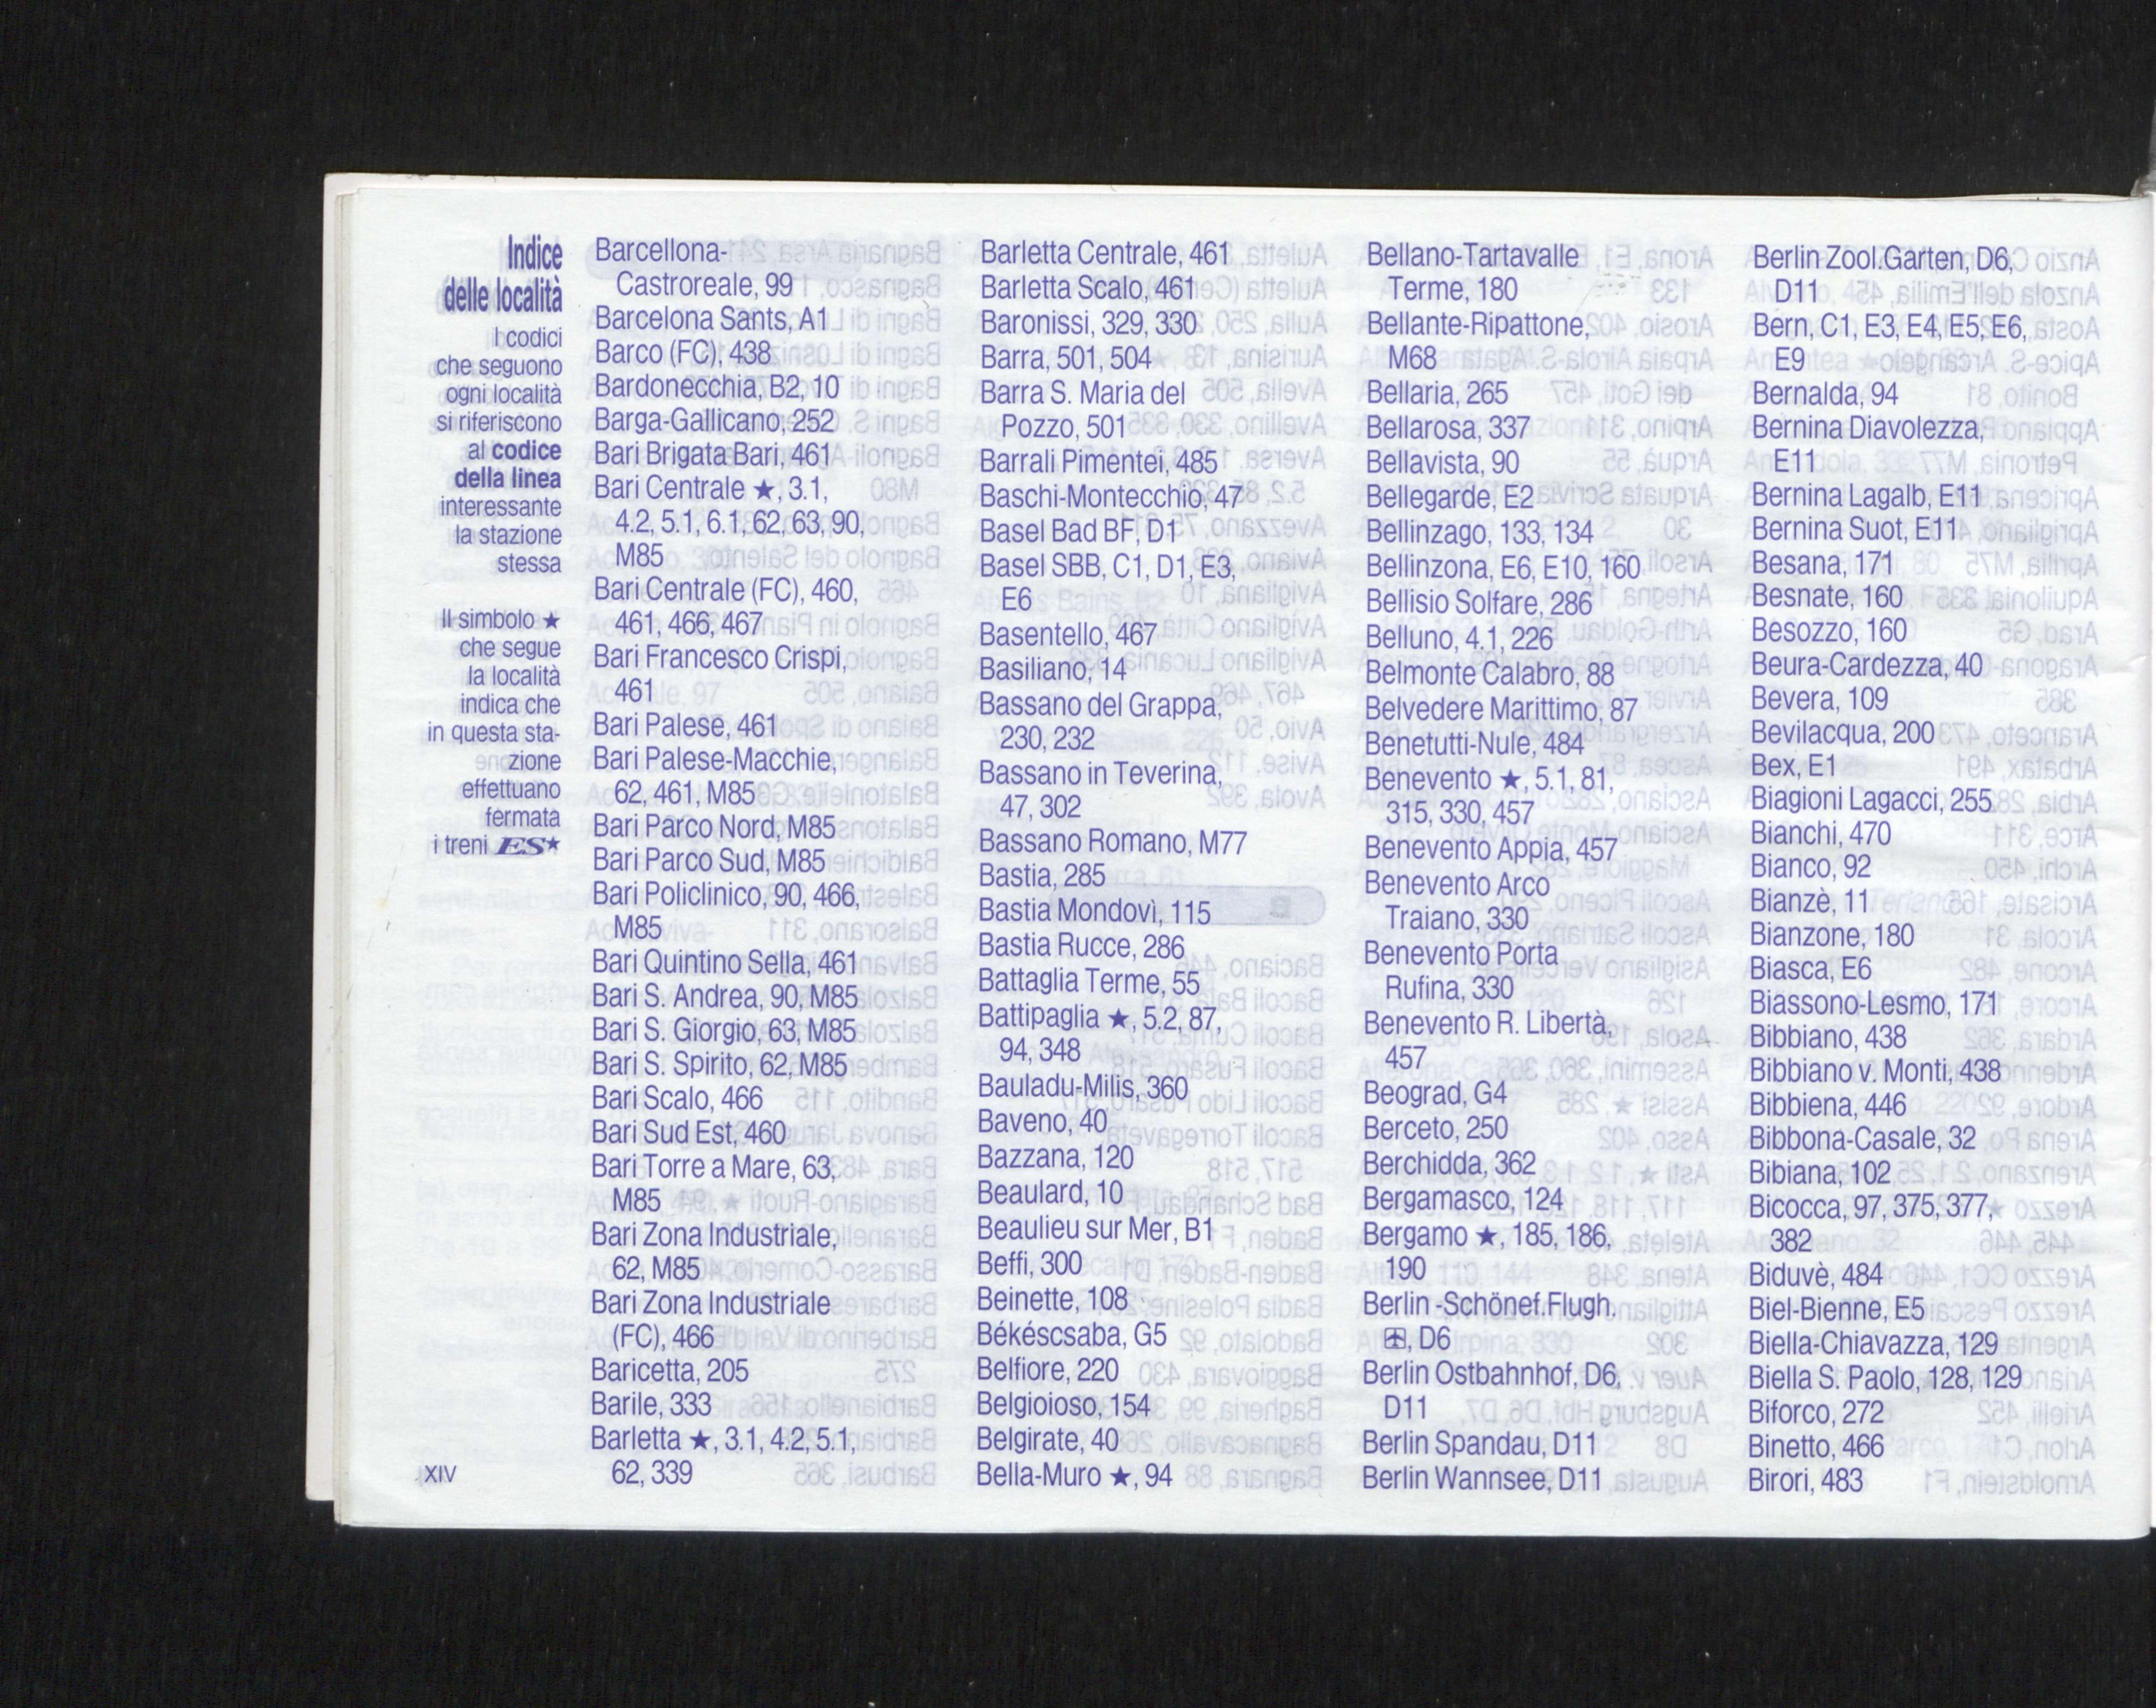 Indice
delle località
I codici
che seguono
ogni località
si riferiscono
al codice
della linea
interessante
la stazione
stessa
Il simbolo ★
che segue
la località
indica che
in questa sta-
zione
effettuano
fermata
i treni ES★
XIV
Barcellona-
Castroreale, 99
Barcelona Sants, A1
Barco (FC), 438
Bardonecchia, B2, 10
Barga-Gallicano, 252
Bari Brigata Bari, 461
Bari Centrale ★, 3.1,
4.2, 5.1, 6.1, 62, 63, 90,
M85
Bari Centrale (FC), 460,
461, 466, 467
Bari Francesco Crispi,
461
Bari Palese, 461
Bari Palese-Macchie,
62, 461, M85
Bari Parco Nord, M85
Bari Parco Sud, M85
Bari Policlinico, 90, 466,
M85
Bari Quintino Sella, 461
Bari S. Andrea, 90, M85
Bari S. Giorgio, 63, M85
Bari S. Spirito, 62, M85
Bari Scalo, 466
Bari Sud Est, 460
Bari Torre a Mare, 63,
M85
Bari Zona Industriale,
62, M85
Bari Zona Industriale
(FC), 466
Baricetta, 205
Barile, 333
Barletta ★, 3.1, 4.2, 5.1,
62, 339
Barletta Centrale, 461
Barletta Scalo, 461
Baronissi, 329, 330
Barra, 501, 504
Barra S. Maria del
Pozzo, 501
Barrali Pimentei, 485
Baschi-Montecchio, 47
Basel Bad BF, D1
Basel SBB, C1, D1, E3,
E6
Basentello, 467
Basiliano, 14
Bassano del Grappa,
230, 232
Bassano in Teverina,
47, 302
Bassano Romano, M77
Bastia, 285
Bastia Mondovì, 115
Bastia Rucce, 286
Battaglia Terme, 55
Battipaglia ★, 5.2, 87,
94, 348
Bauladu-Milis, 360
Baveno, 40
Bazzana, 120
Beaulard, 10
Beaulieu sur Mer, B1
Beffi, 300
Beinette, 108
Békéscsaba, G5
Belfiore, 220
Belgioioso, 154
Belgirate, 40
Bella-Muro ★, 94
Bellano-Tartavalle
Terme, 180
Bellante-Ripattone,
M68
Bellaria, 265
Bellarosa, 337
Bellavista, 90
Bellegarde, E2
Bellinzago, 133, 134
Bellinzona, E6, E10, 160
Bellisio Solfare, 286
Belluno, 4.1, 226
Belmonte Calabro, 88
Belvedere Marittimo, 87
Benetutti-Nule, 484
Benevento ★, 5.1, 81,
315, 330, 457
Benevento Appia, 457
Benevento Arco
Traiano, 330
Benevento Porta
Rufina, 330
Benevento R. Libertà,
457
Beograd, G4
Berceto, 250
Berchidda, 362
Bergamasco, 124
Bergamo ★, 185, 186,
190
Berlin -Schönef.Flugh.
✈, D6
Berlin Ostbahnhof, D6,
D11
Berlin Spandau, D11
Berlin Wannsee, D11
Berlin Zool.Garten, D6,
D11
Bern, C1, E3, E4, E5, E6,
E9
Bernalda, 94
Bernina Diavolezza,
E11
Bernina Lagalb, E11
Bernina Suot, E11
Besana, 171
Besnate, 160
Besozzo, 160
Beura-Cardezza, 40
Bevera, 109
Bevilacqua, 200
Bex, E1
Biagioni Lagacci, 255
Bianchi, 470
Bianco, 92
Bianzè, 11
Bianzone, 180
Biasca, E6
Biassono-Lesmo, 171
Bibbiano, 438
Bibbiano v. Monti, 438
Bibbiena, 446
Bibbona-Casale, 32
Bibiana, 102
Bicocca, 97, 375, 377,
382
Biduvè, 484
Biel-Bienne, E5
Biella-Chiavazza, 129
Biella S. Paolo, 128, 129
Biforco, 272
Binetto, 466
Birori, 483